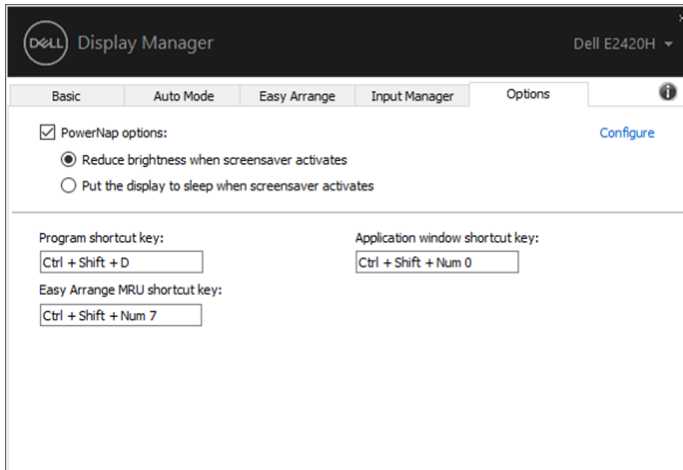 DELL Display Manager
Dell E2420H
Basic
Auto Mode
Easy Arrange
Input Manager
Options
PowerNap options:
Configure
Reduce brightness when screensaver activates
Put the display to sleep when screensaver activates
Program shortcut key:
Application window shortcut key:
Ctrl + Shift + D
Ctrl + Shift + Num 0
Easy Arrange MRU shortcut key:
Ctrl + Shift + Num 7